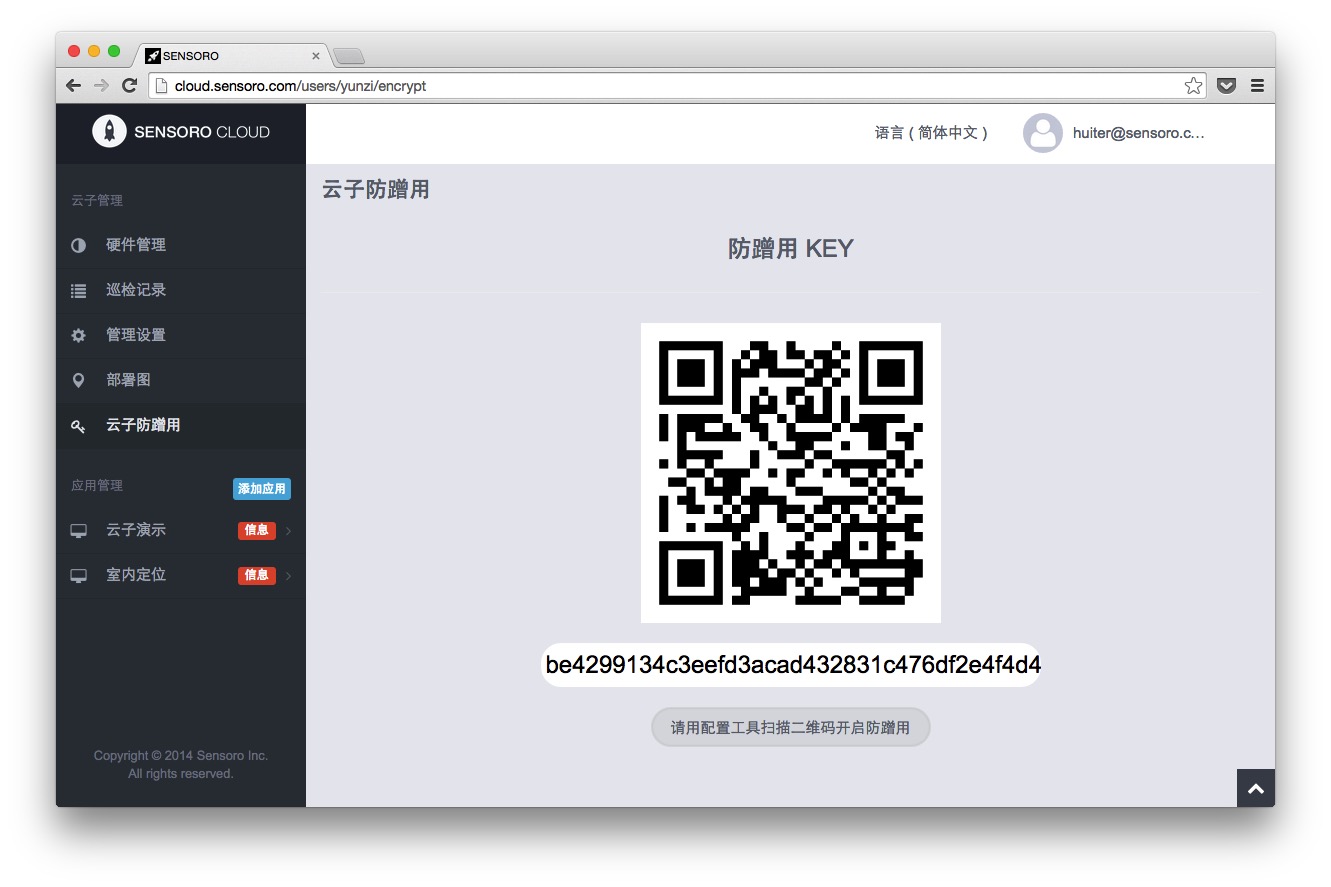 SENSORO
cloud.sensoro.com/users/yunzi/encrypt
SENSORO CLOUD
语言 ( 简体中文 )
huiter@sensoro.c…
云子管理
硬件管理
巡检记录
管理设置
部署图
云子防蹭用
应用管理
添加应用
云子演示
信息
室内定位
信息
Copyright © 2014 Sensoro Inc.
All rights reserved.
云子防蹭用
防蹭用 KEY
be4299134c3eefd3acad432831c476df2e4f4d4
请用配置工具扫描二维码开启防蹭用